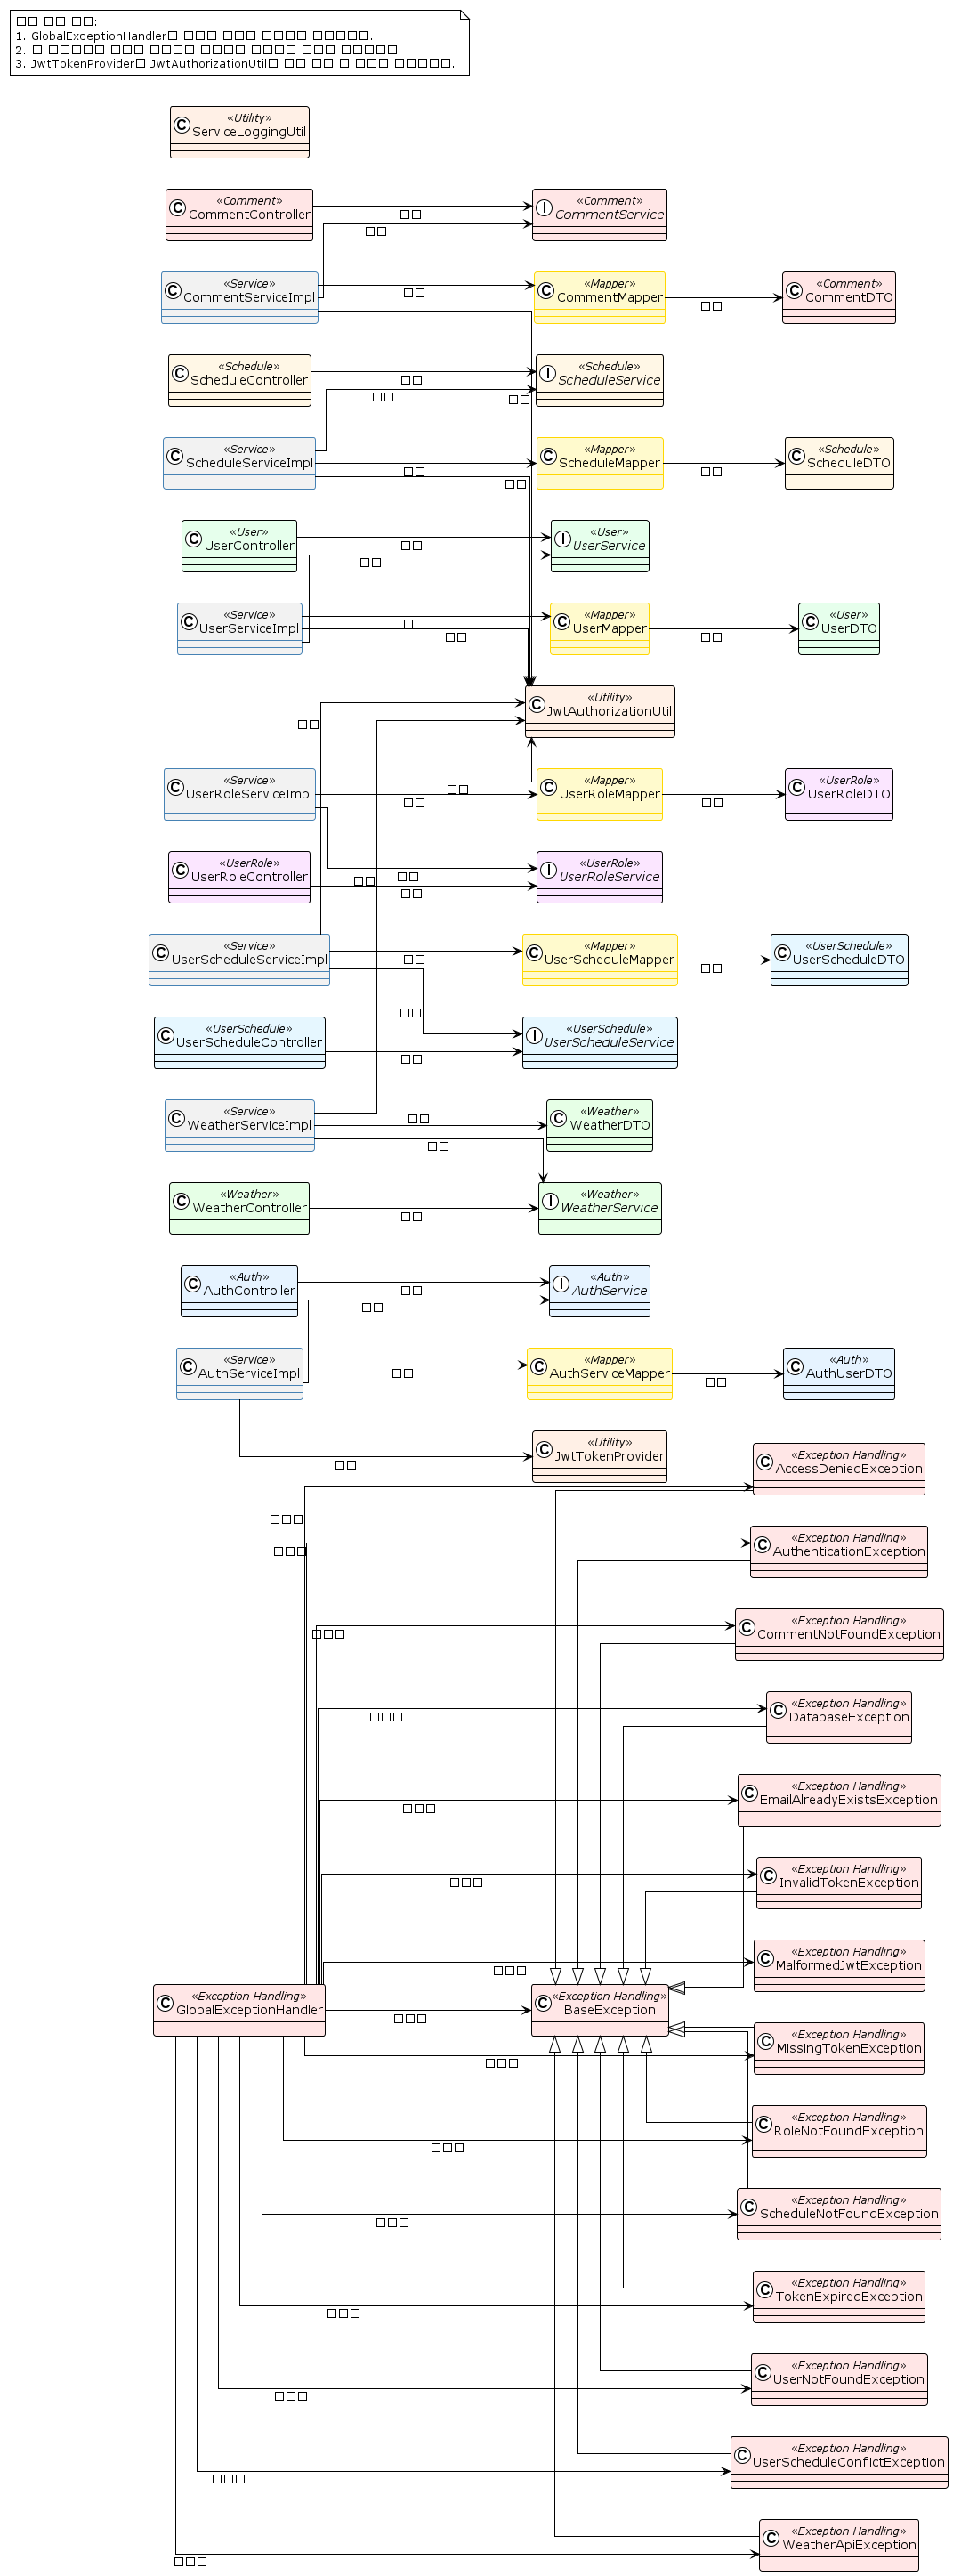 1. GlobalExceptionHandler
2.
3. JwtTokenProvider JwtAuthorizationUtil
«Utility»
ServiceLoggingUtil
«Comment»
CommentController
«Comment»
CommentService
«Service»
CommentServiceImpl
«Mapper»
CommentMapper
«Comment»
CommentDTO
«Schedule»
ScheduleController
«Schedule»
ScheduleService
«Service»
ScheduleServiceImpl
«Mapper»
ScheduleMapper
«Schedule»
ScheduleDTO
«User»
UserController
«User»
UserService
«Service»
UserServiceImpl
«Mapper»
UserMapper
«User»
UserDTO
«Utility»
JwtAuthorizationUtil
«Service»
UserRoleServiceImpl
«Mapper»
UserRoleMapper
«UserRole»
UserRoleDTO
«UserRole»
UserRoleController
«UserRole»
UserRoleService
«Service»
UserScheduleServiceImpl
«Mapper»
UserScheduleMapper
«UserSchedule»
UserScheduleDTO
«UserSchedule»
UserScheduleController
«UserSchedule»
UserScheduleService
«Service»
WeatherServiceImpl
«Weather»
WeatherDTO
«Weather»
WeatherController
«Weather»
WeatherService
«Auth»
AuthController
«Auth»
AuthService
«Service»
AuthServiceImpl
«Mapper»
AuthServiceMapper
«Auth»
AuthUserDTO
«Utility»
JwtTokenProvider
«Exception Handling»
AccessDeniedException
«Exception Handling»
AuthenticationException
«Exception Handling»
CommentNotFoundException
«Exception Handling»
DatabaseException
«Exception Handling»
EmailAlreadyExistsException
«Exception Handling»
InvalidTokenException
«Exception Handling»
MalformedJwtException
«Exception Handling»
GlobalExceptionHandler
«Exception Handling»
BaseException
«Exception Handling»
MissingTokenException
«Exception Handling»
RoleNotFoundException
«Exception Handling»
ScheduleNotFoundException
«Exception Handling»
TokenExpiredException
«Exception Handling»
UserNotFoundException
«Exception Handling»
UserScheduleConflictException
«Exception Handling»
WeatherApiException